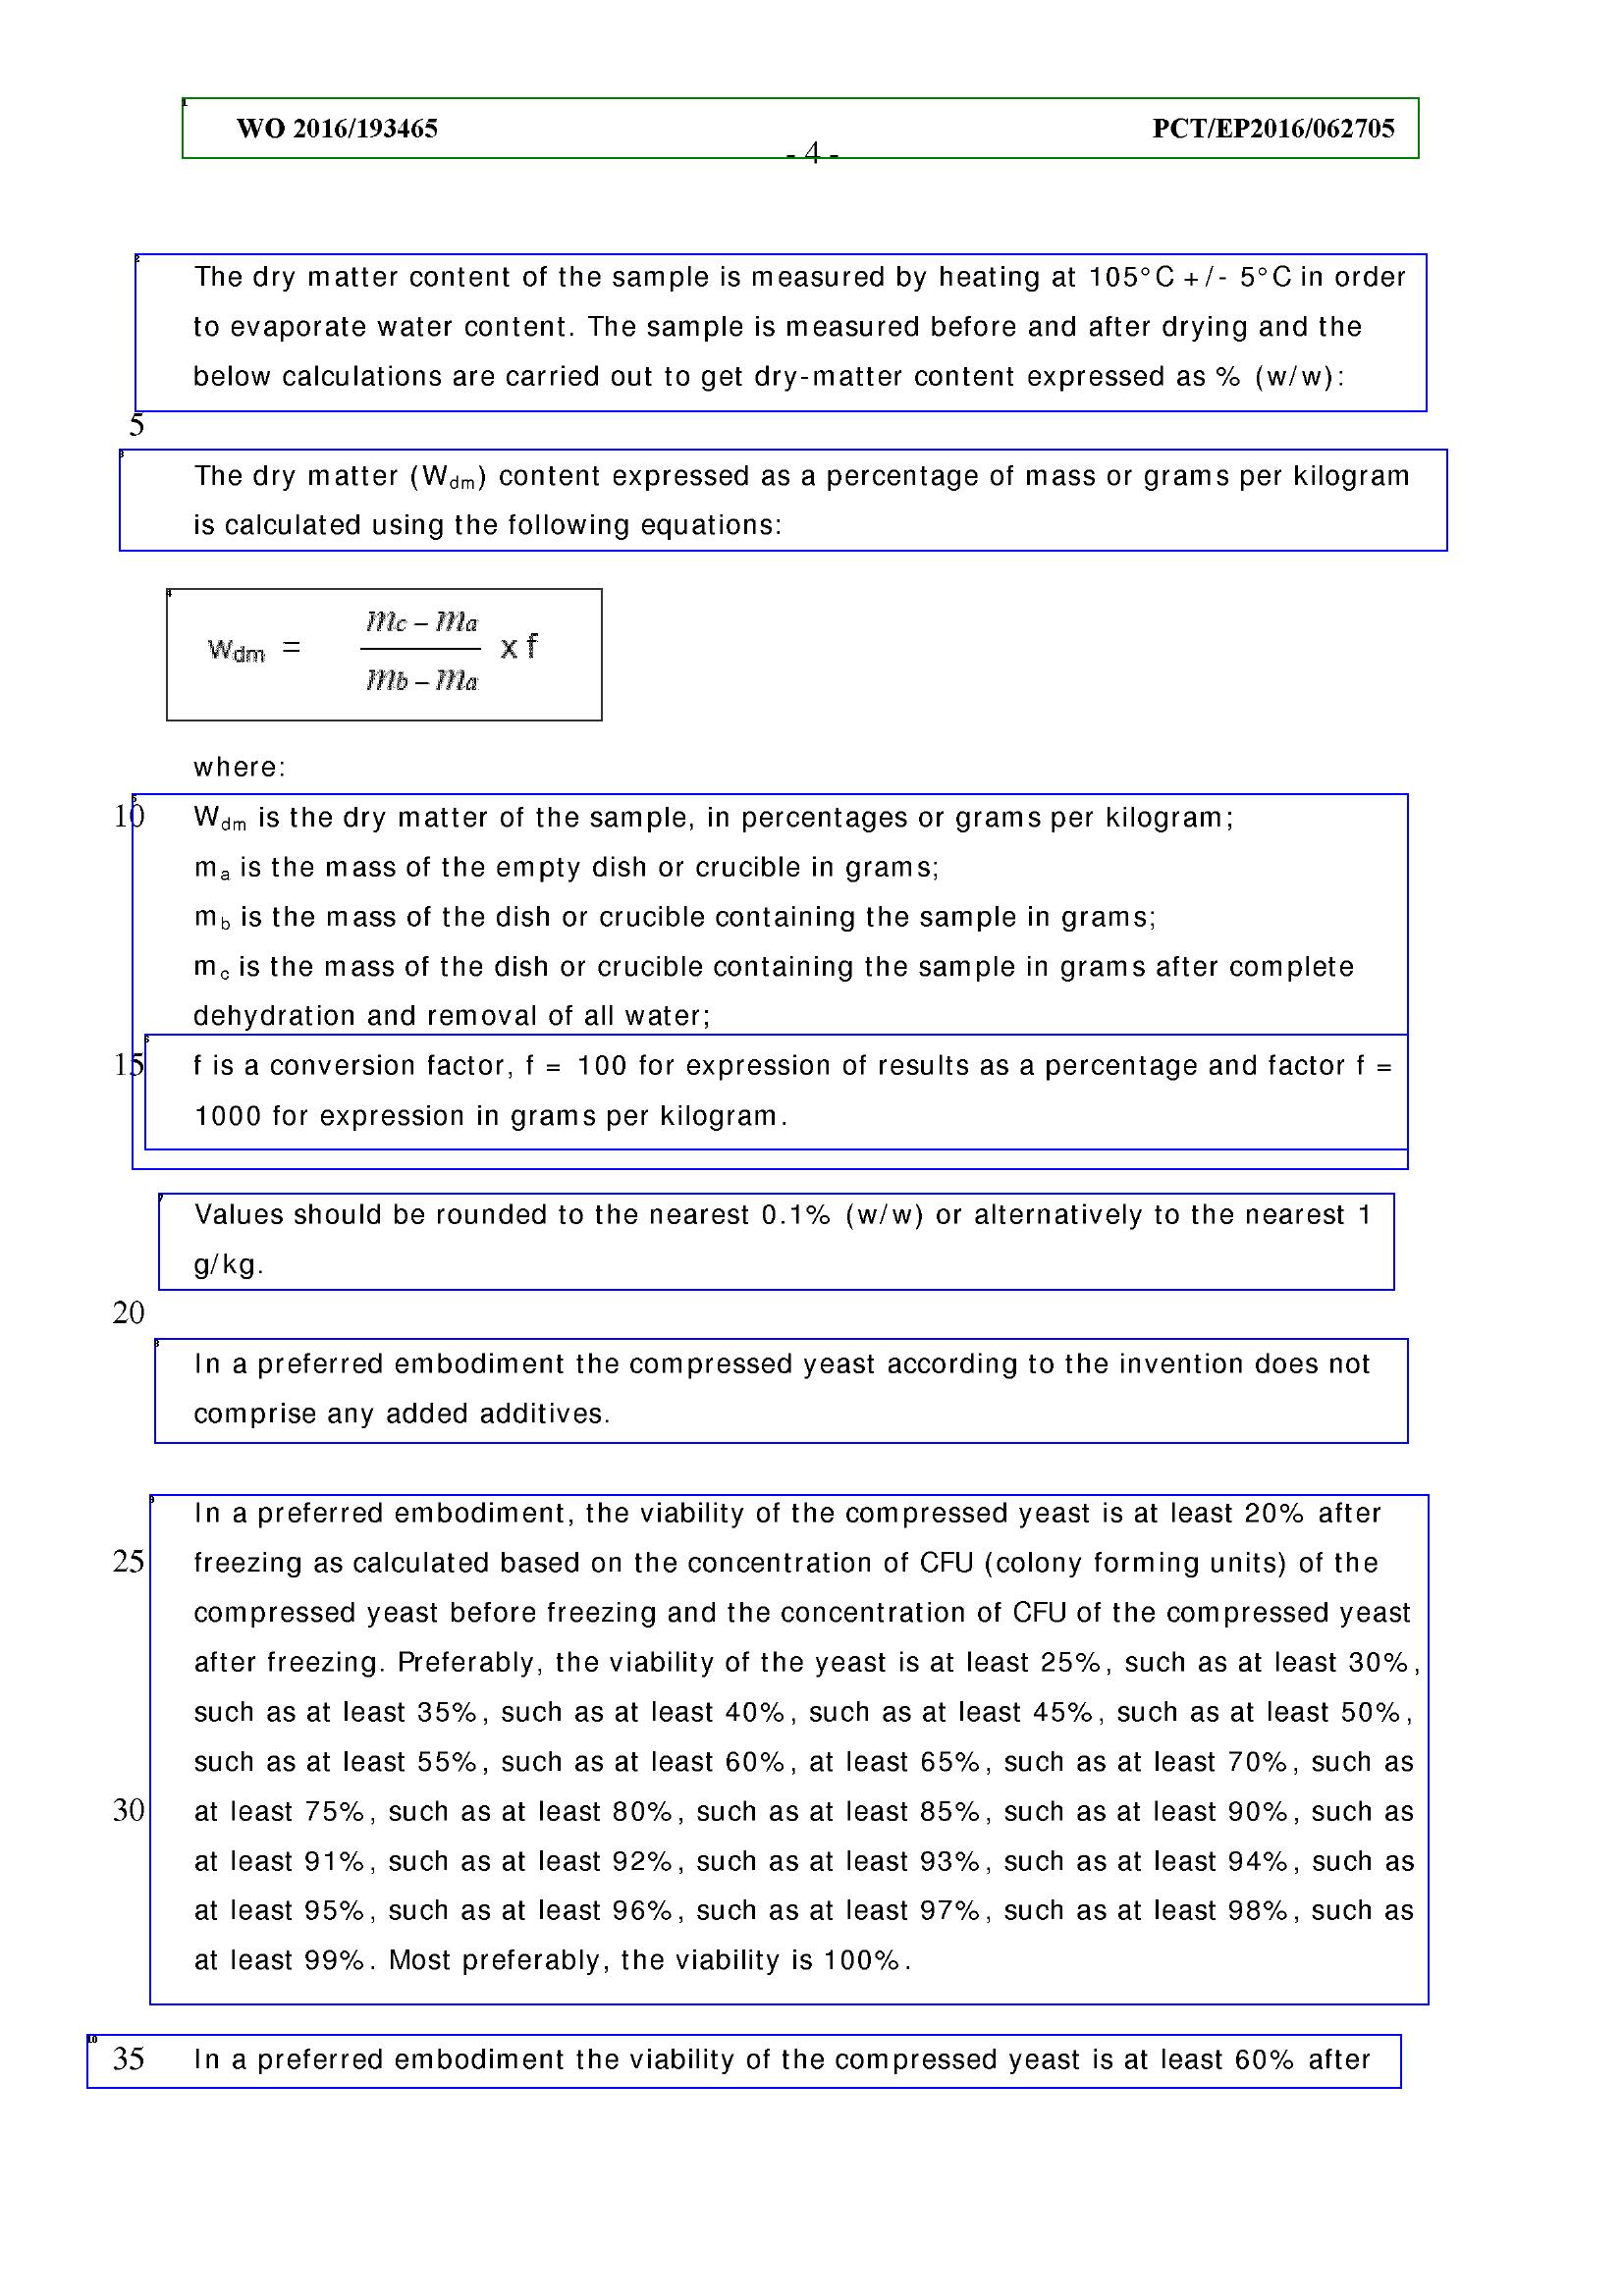 WO 2016/193465 PCT/EP2016/062705
- 4 -
The dry matter content of the sample is measured by heating at 105°C +/- 5°C in order
to evaporate water content. The sample is measured before and after drying and the
below calculations are carried out to get dry-matter content expressed as % (w/w):
5
The dry matter (Wdm) content expressed as a percentage of mass or grams per kilogram
is calculated using the following equations:
mc – ma
wdm = x f
mb – ma
where:
10 Wdm is the dry matter of the sample, in percentages or grams per kilogram;
ma is the mass of the empty dish or crucible in grams;
mb is the mass of the dish or crucible containing the sample in grams;
mc is the mass of the dish or crucible containing the sample in grams after complete
dehydration and removal of all water;
15 f is a conversion factor, f = 100 for expression of results as a percentage and factor f =
1000 for expression in grams per kilogram.
Values should be rounded to the nearest 0.1% (w/w) or alternatively to the nearest 1
g/kg.
20
In a preferred embodiment the compressed yeast according to the invention does not
comprise any added additives.
In a preferred embodiment, the viability of the compressed yeast is at least 20% after
25 freezing as calculated based on the concentration of CFU (colony forming units) of the
compressed yeast before freezing and the concentration of CFU of the compressed yeast
after freezing. Preferably, the viability of the yeast is at least 25%, such as at least 30%,
such as at least 35%, such as at least 40%, such as at least 45%, such as at least 50%,
such as at least 55%, such as at least 60%, at least 65%, such as at least 70%, such as
30 at least 75%, such as at least 80%, such as at least 85%, such as at least 90%, such as
at least 91%, such as at least 92%, such as at least 93%, such as at least 94%, such as
at least 95%, such as at least 96%, such as at least 97%, such as at least 98%, such as
at least 99%. Most preferably, the viability is 100%.
35 In a preferred embodiment the viability of the compressed yeast is at least 60% after